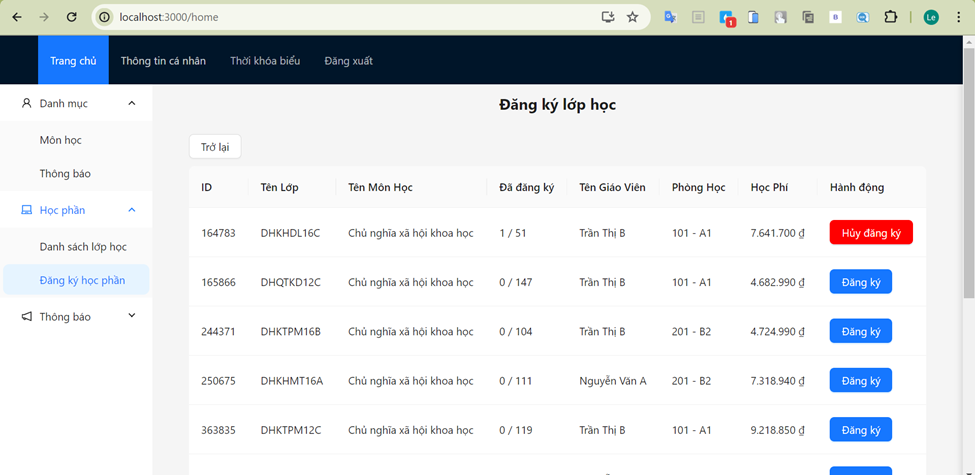 localhost:3000/home
1
B
Le
Trang chủ Thông tin cá nhân Thời khóa biểu Đăng xuất
Danh mục
Môn học
Thông báo
Học phần
Danh sách lớp học
Đăng ký học phần
Thông báo
Đăng ký lớp học
Trở lại
ID Tên Lớp Tên Môn Học Đã đăng ký Tên Giáo Viên Phòng Học Học Phí Hành động
164783 DHKHDL16C Chủ nghĩa xã hội khoa học 1 / 51 Trần Thị B 101 - A1 7.641.700 ₫ Hủy đăng ký
165866 DHQTKD12C Chủ nghĩa xã hội khoa học 0 / 147 Trần Thị B 101 - A1 4.682.990 ₫ Đăng ký
244371 DHKTPM16B Chủ nghĩa xã hội khoa học 0 / 104 Trần Thị B 201 - B2 4.724.990 ₫ Đăng ký
250675 DHKHMT16A Chủ nghĩa xã hội khoa học 0 / 111 Nguyễn Văn A 201 - B2 7.318.940 ₫ Đăng ký
363835 DHKTPM12C Chủ nghĩa xã hội khoa học 0 / 119 Trần Thị B 101 - A1 9.218.850 ₫ Đăng ký